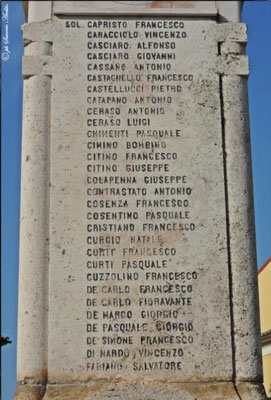 SOL. CAPRISTO FRANCESCO
CARACCIOLO VINCENZO
CASCIARO ALFONSO
CASCIARO GIOVANNI
CASSANO ANTONIO
CASTAGNELLO FRANCESCO
CASTELLUCCI PIETRO
CATAPANO ANTONIO
CERASO ANTONIO
CERASO LUIGI
CHIMENTI PASQUALE
CIMINO BOMBINO
CITINO FRANCESCO
CITINO GIUSEPPE
COLAPENNA GIUSEPPE
CONTRASTATO ANTONIO
COSENZA FRANCESCO
COSENTINO PASQUALE
CRISTIANO FRANCESCO
CURCIO NATALE
CURTI FRANCESCO
CURTI PASQUALE
CUZZOLINO FRANCESCO
DE CARLO FRANCESCO
DE CARLO FIORAVANTE
DE MARCO GIORGIO
DE PASQUALE GIORGIO
DE SIMONE FRANCESCO
DI NARDO VINCENZO
FABIANO SALVATORE